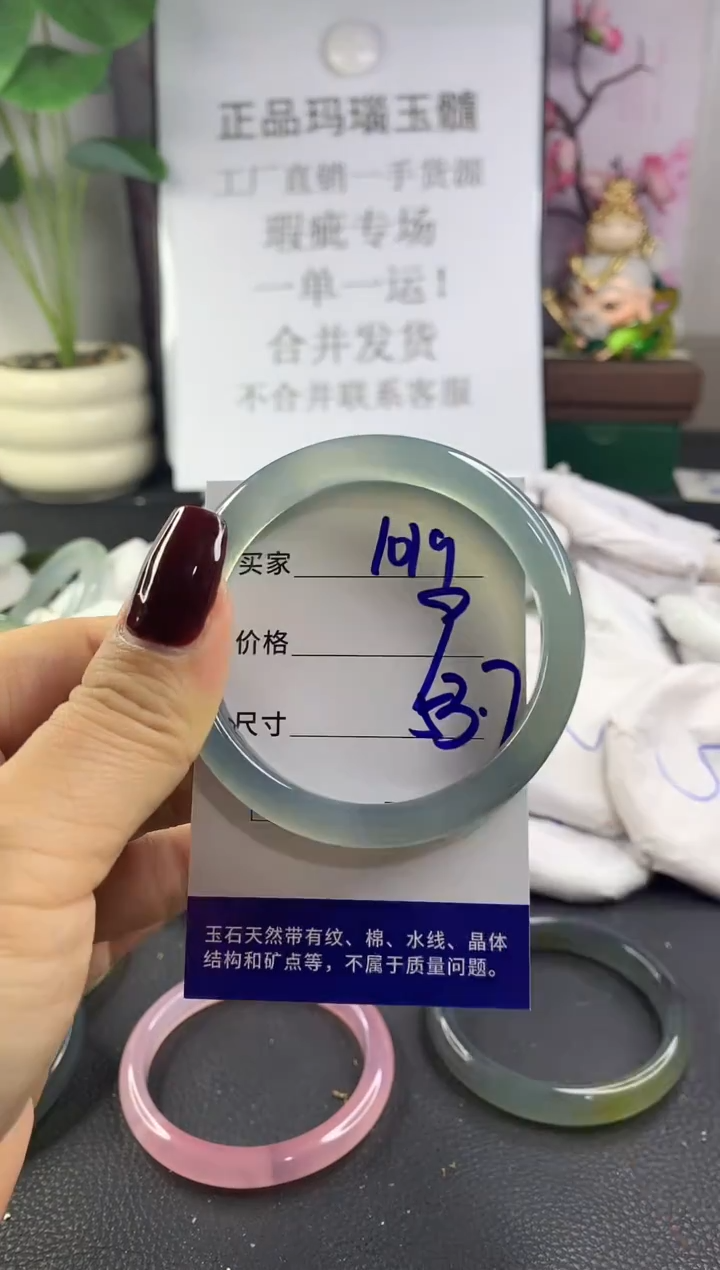 正品玛瑙玉髓
工厂直销一手货源
瑕疵专场
一单一运!
合并发货
不合并联系客服
买家 1019
价格
尺寸 53.7
玉石天然带有纹、棉、水线、晶体
结构和矿点等，不属于质量问题。